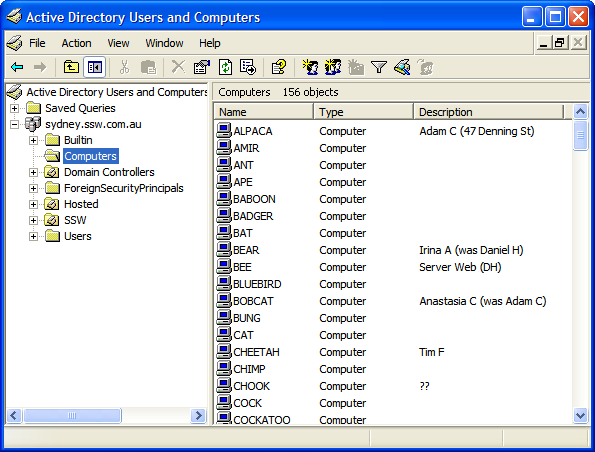 Active Directory Users and Computers
File Action View Window Help
Active Directory Users and Computers
Saved Queries
sydney.ssw.com.au
Builtin
Computers
Domain Controllers
ForeignSecurityPrincipals
Hosted
SSW
Users
Computers 156 objects
Name Type Description
ALPACA Computer Adam C (47 Denning St)
AMIR Computer
ANT Computer
APE Computer
BABOON Computer
BADGER Computer
BAT Computer
BEAR Computer Irina A (was Daniel H)
BEE Computer Server Web (DH)
BLUEBIRD Computer
BOBCAT Computer Anastasia C (was Adam C)
BUNG Computer
CAT Computer
CHEETAH Computer Tim F
CHIMP Computer
CHOOK Computer ??
COCK Computer
COCKATOO Computer